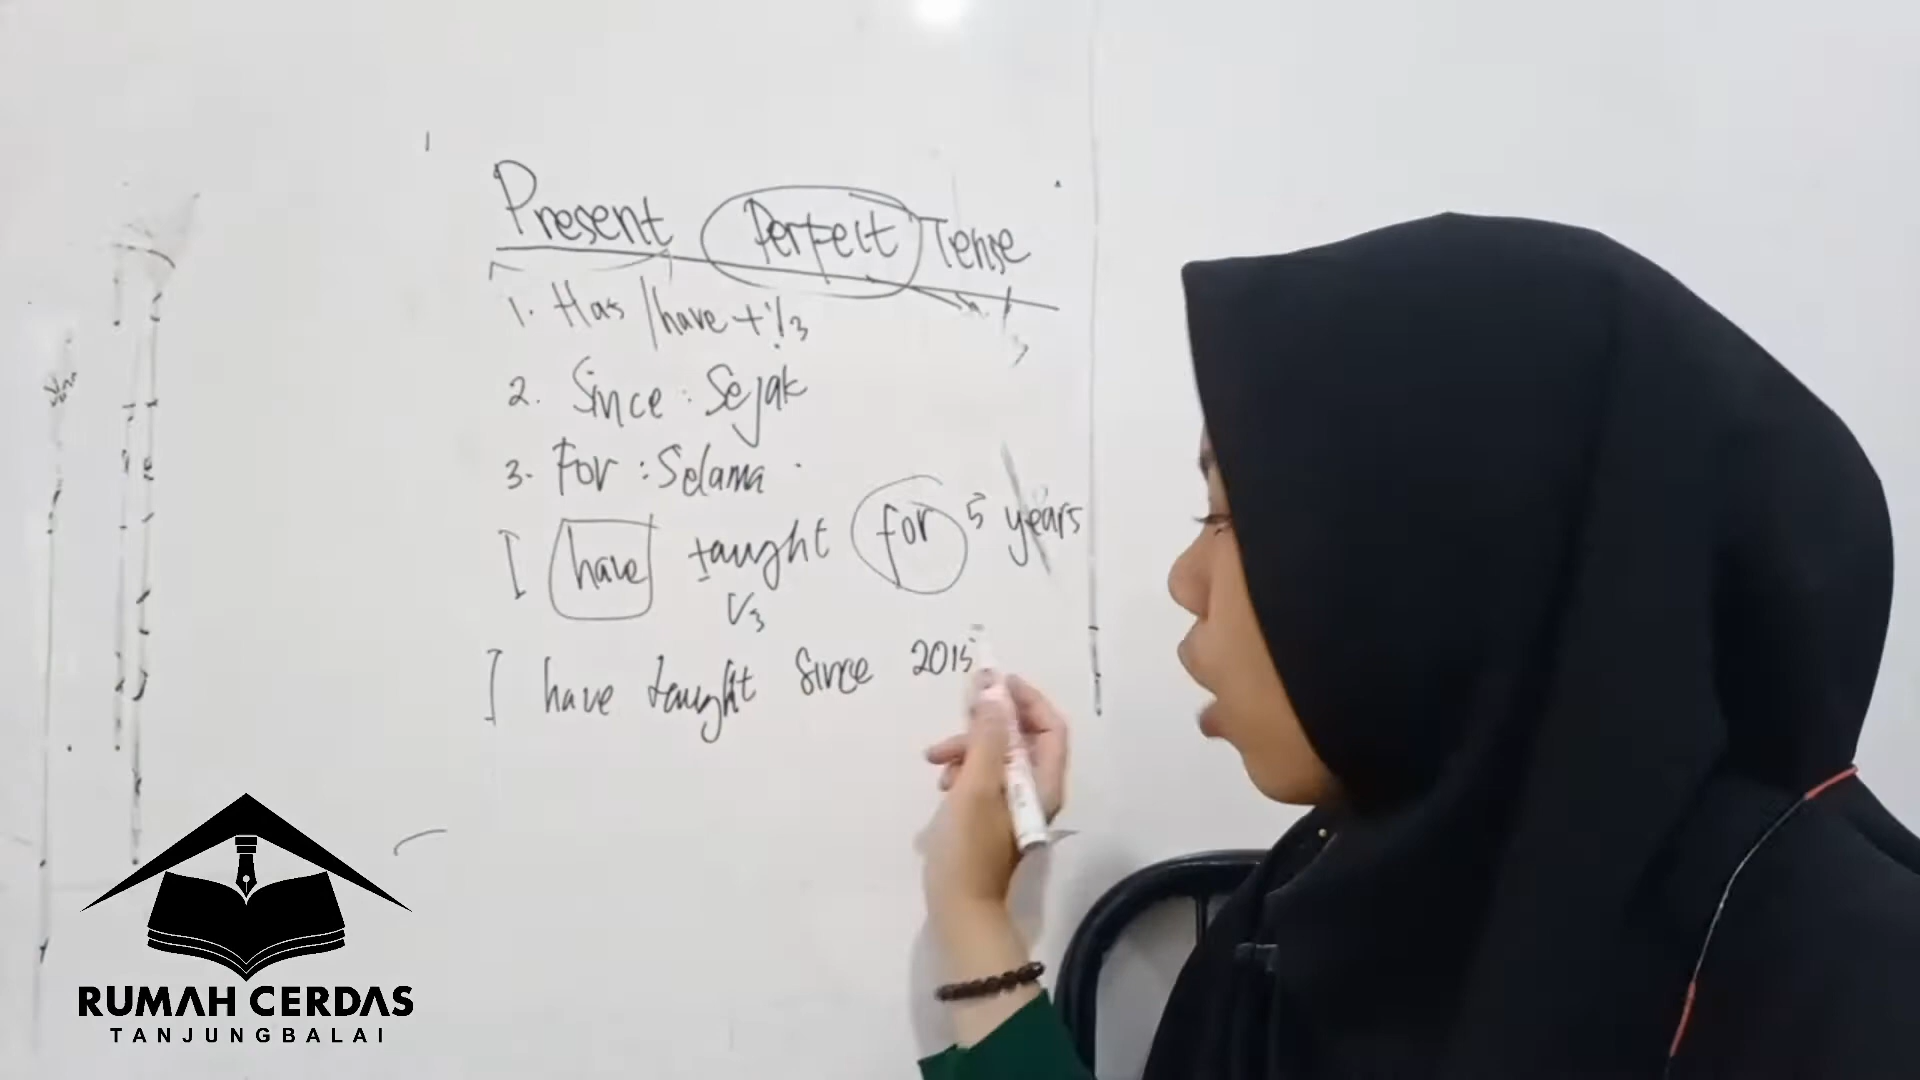 Present Perfect Tense
1. Has/have + V3
2. Since : Sejak
3. For : Selama
I have taught for 5 years
V3
I have taught Since 2015
RUMAH CERDAS
TANJUNGBALAI